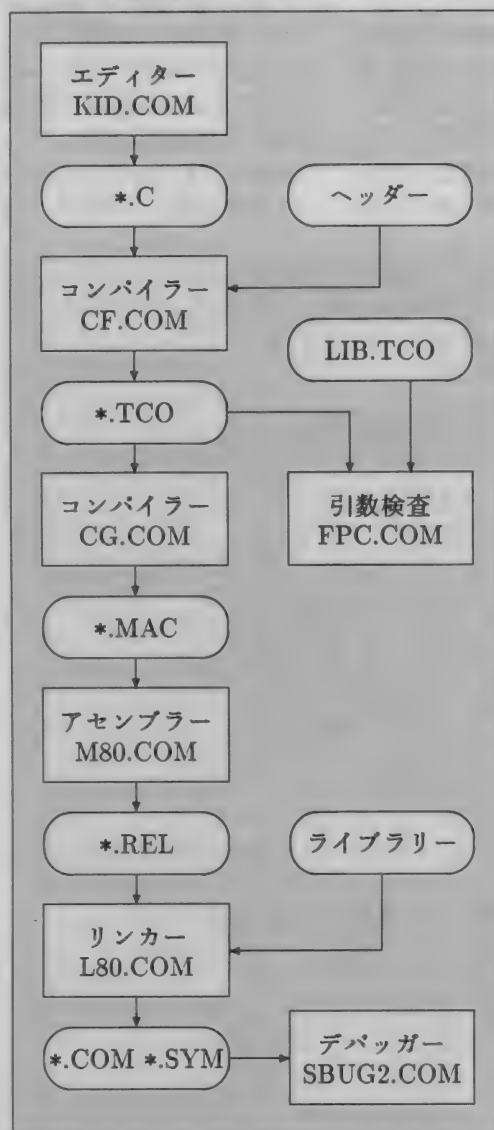 エディター
KID.COM
*.C
ヘッダー
コンパイラー
CF.COM
LIB.TCO
*.TCO
コンパイラー
CG.COM
引数検査
FPC.COM
*.MAC
アセンブラー
M80.COM
*.REL
ライブラリー
リンカー
L80.COM
*.COM *.SYM
デバッガー
SBUG2.COM